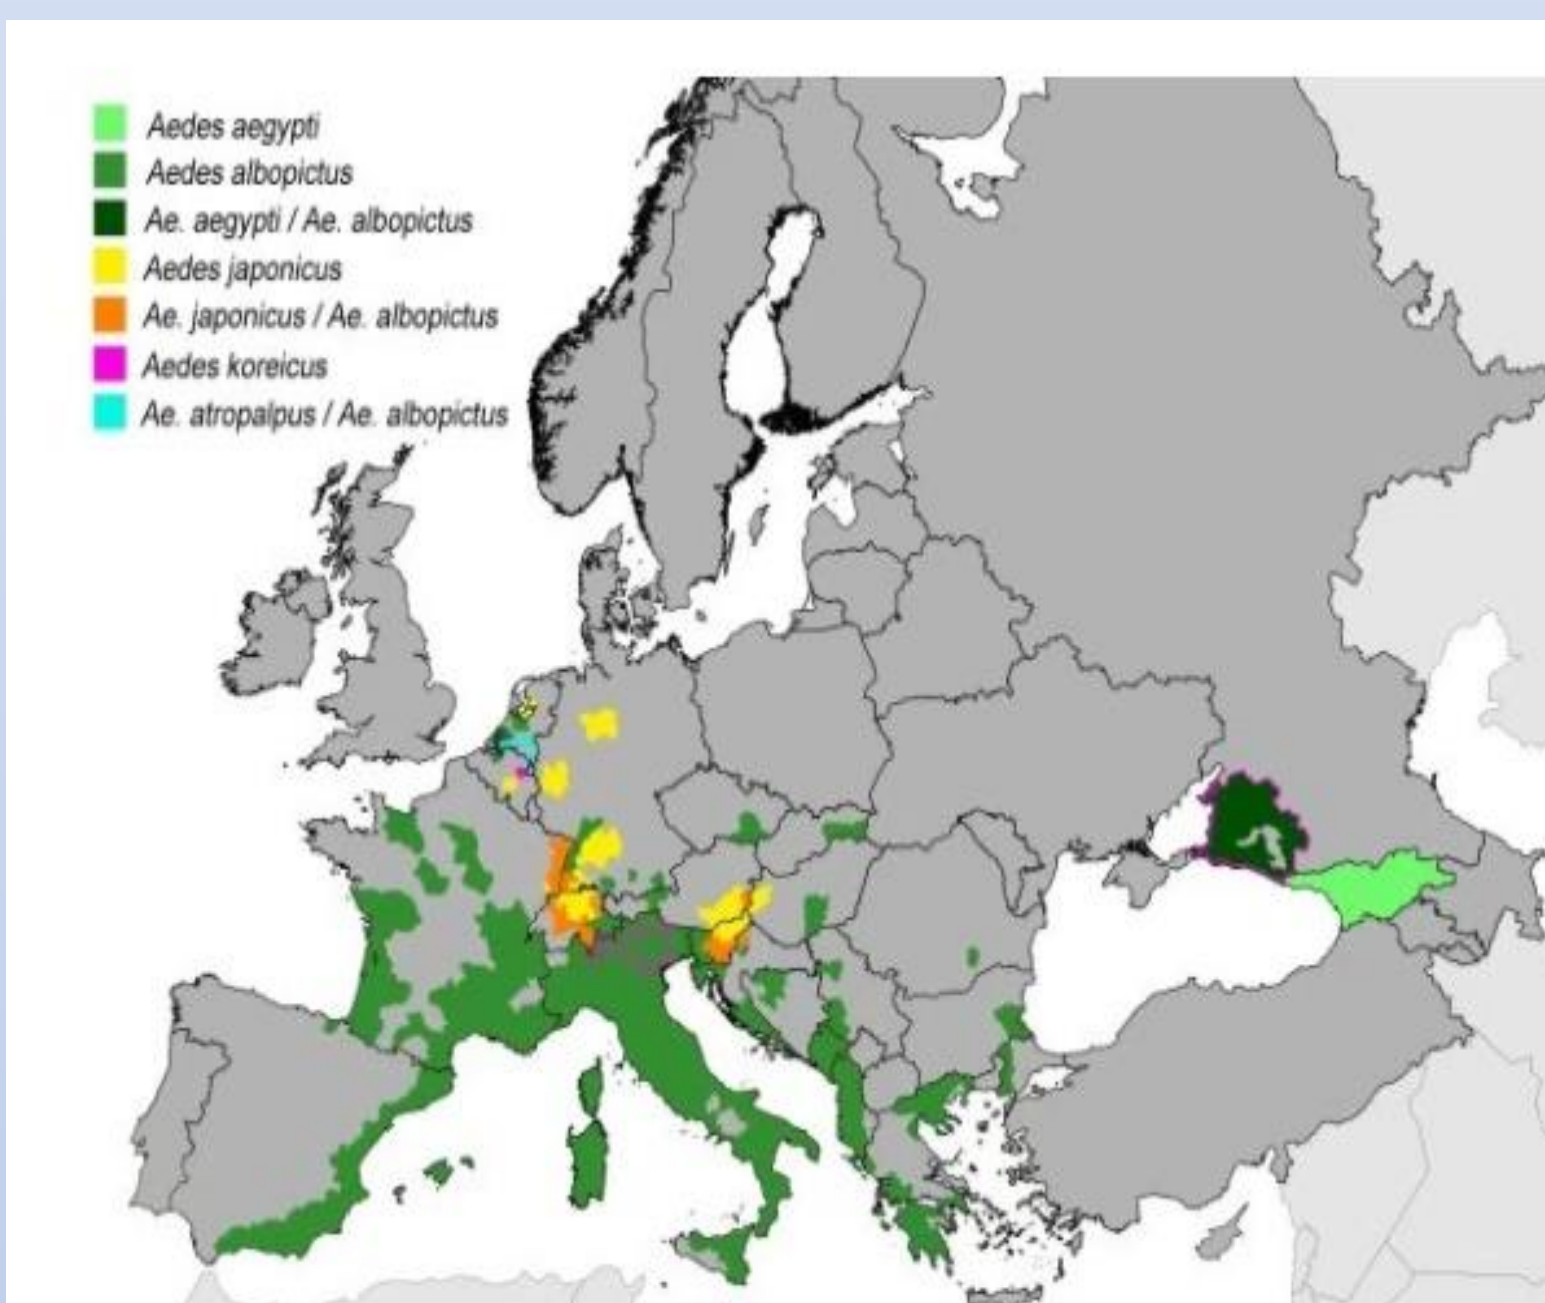 Aedes aegypti
Aedes albopictus
Ae. aegypti / Ae. albopictus
Aedes japonicus
Ae. japonicus / Ae. albopictus
Aedes koreicus
Ae. atropalpus / Ae. albopictus